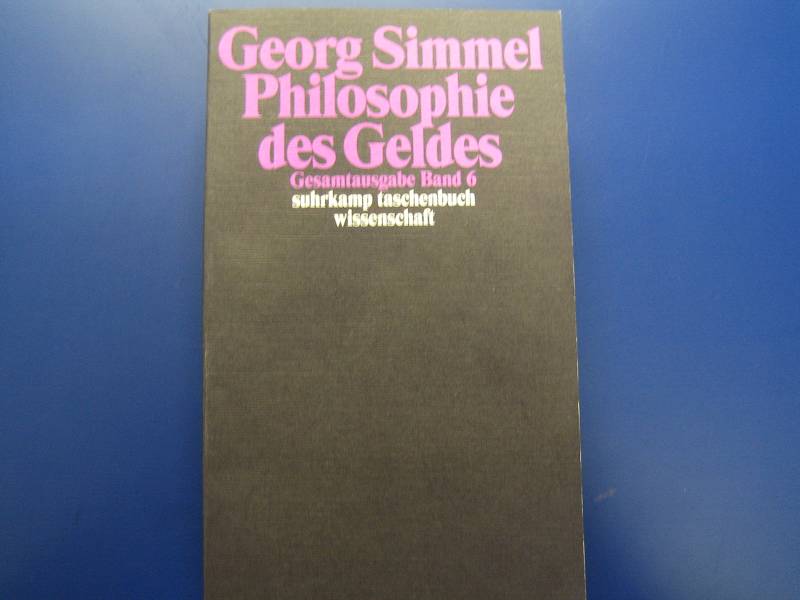 Georg Simmel
Philosophie
des Geldes
Gesamtausgabe Band 6
suhrkamp taschenbuch
wissenschaft